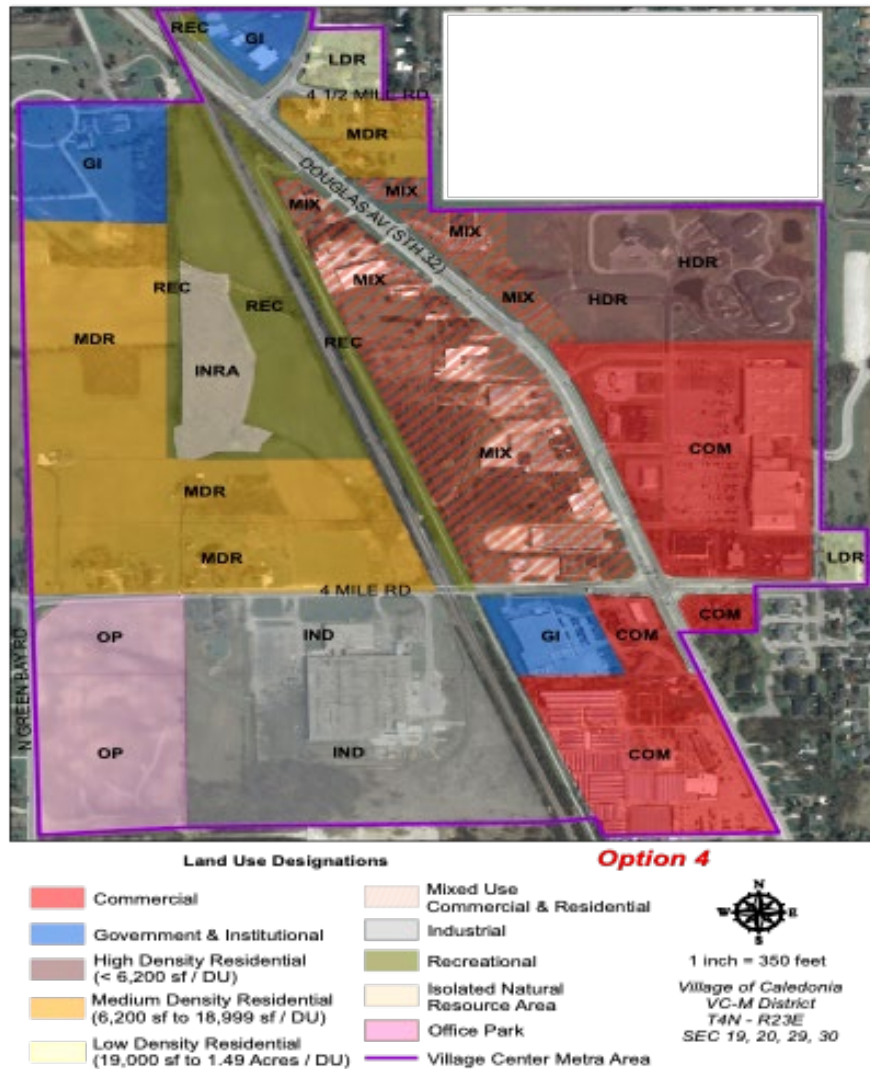 REC
GI
LDR
4 1/2 MILE RD
MDR
GI
DOUGLAS AV (STH 32)
MIX
MIX
MIX
HDR
MIX
REC
MIX
HDR
REC
MDR
REC
INRA
COM
MIX
MDR
MDR
LDR
4 MILE RD
COM
OP
IND
GI
COM
N GREEN BAY RD
OP
IND
COM
Land Use Designations
Option 4
Commercial
Government & Institutional
High Density Residential
(< 6,200 sf / DU)
Medium Density Residential
(6,200 sf to 18,999 sf / DU)
Low Density Residential
(19,000 sf to 1.49 Acres / DU)
Mixed Use
Commercial & Residential
Industrial
Recreational
Isolated Natural
Resource Area
Office Park
Village Center Metra Area
N
W E
S
1 inch = 350 feet
Village of Caledonia
VC-M District
T4N - R23E
SEC 19, 20, 29, 30